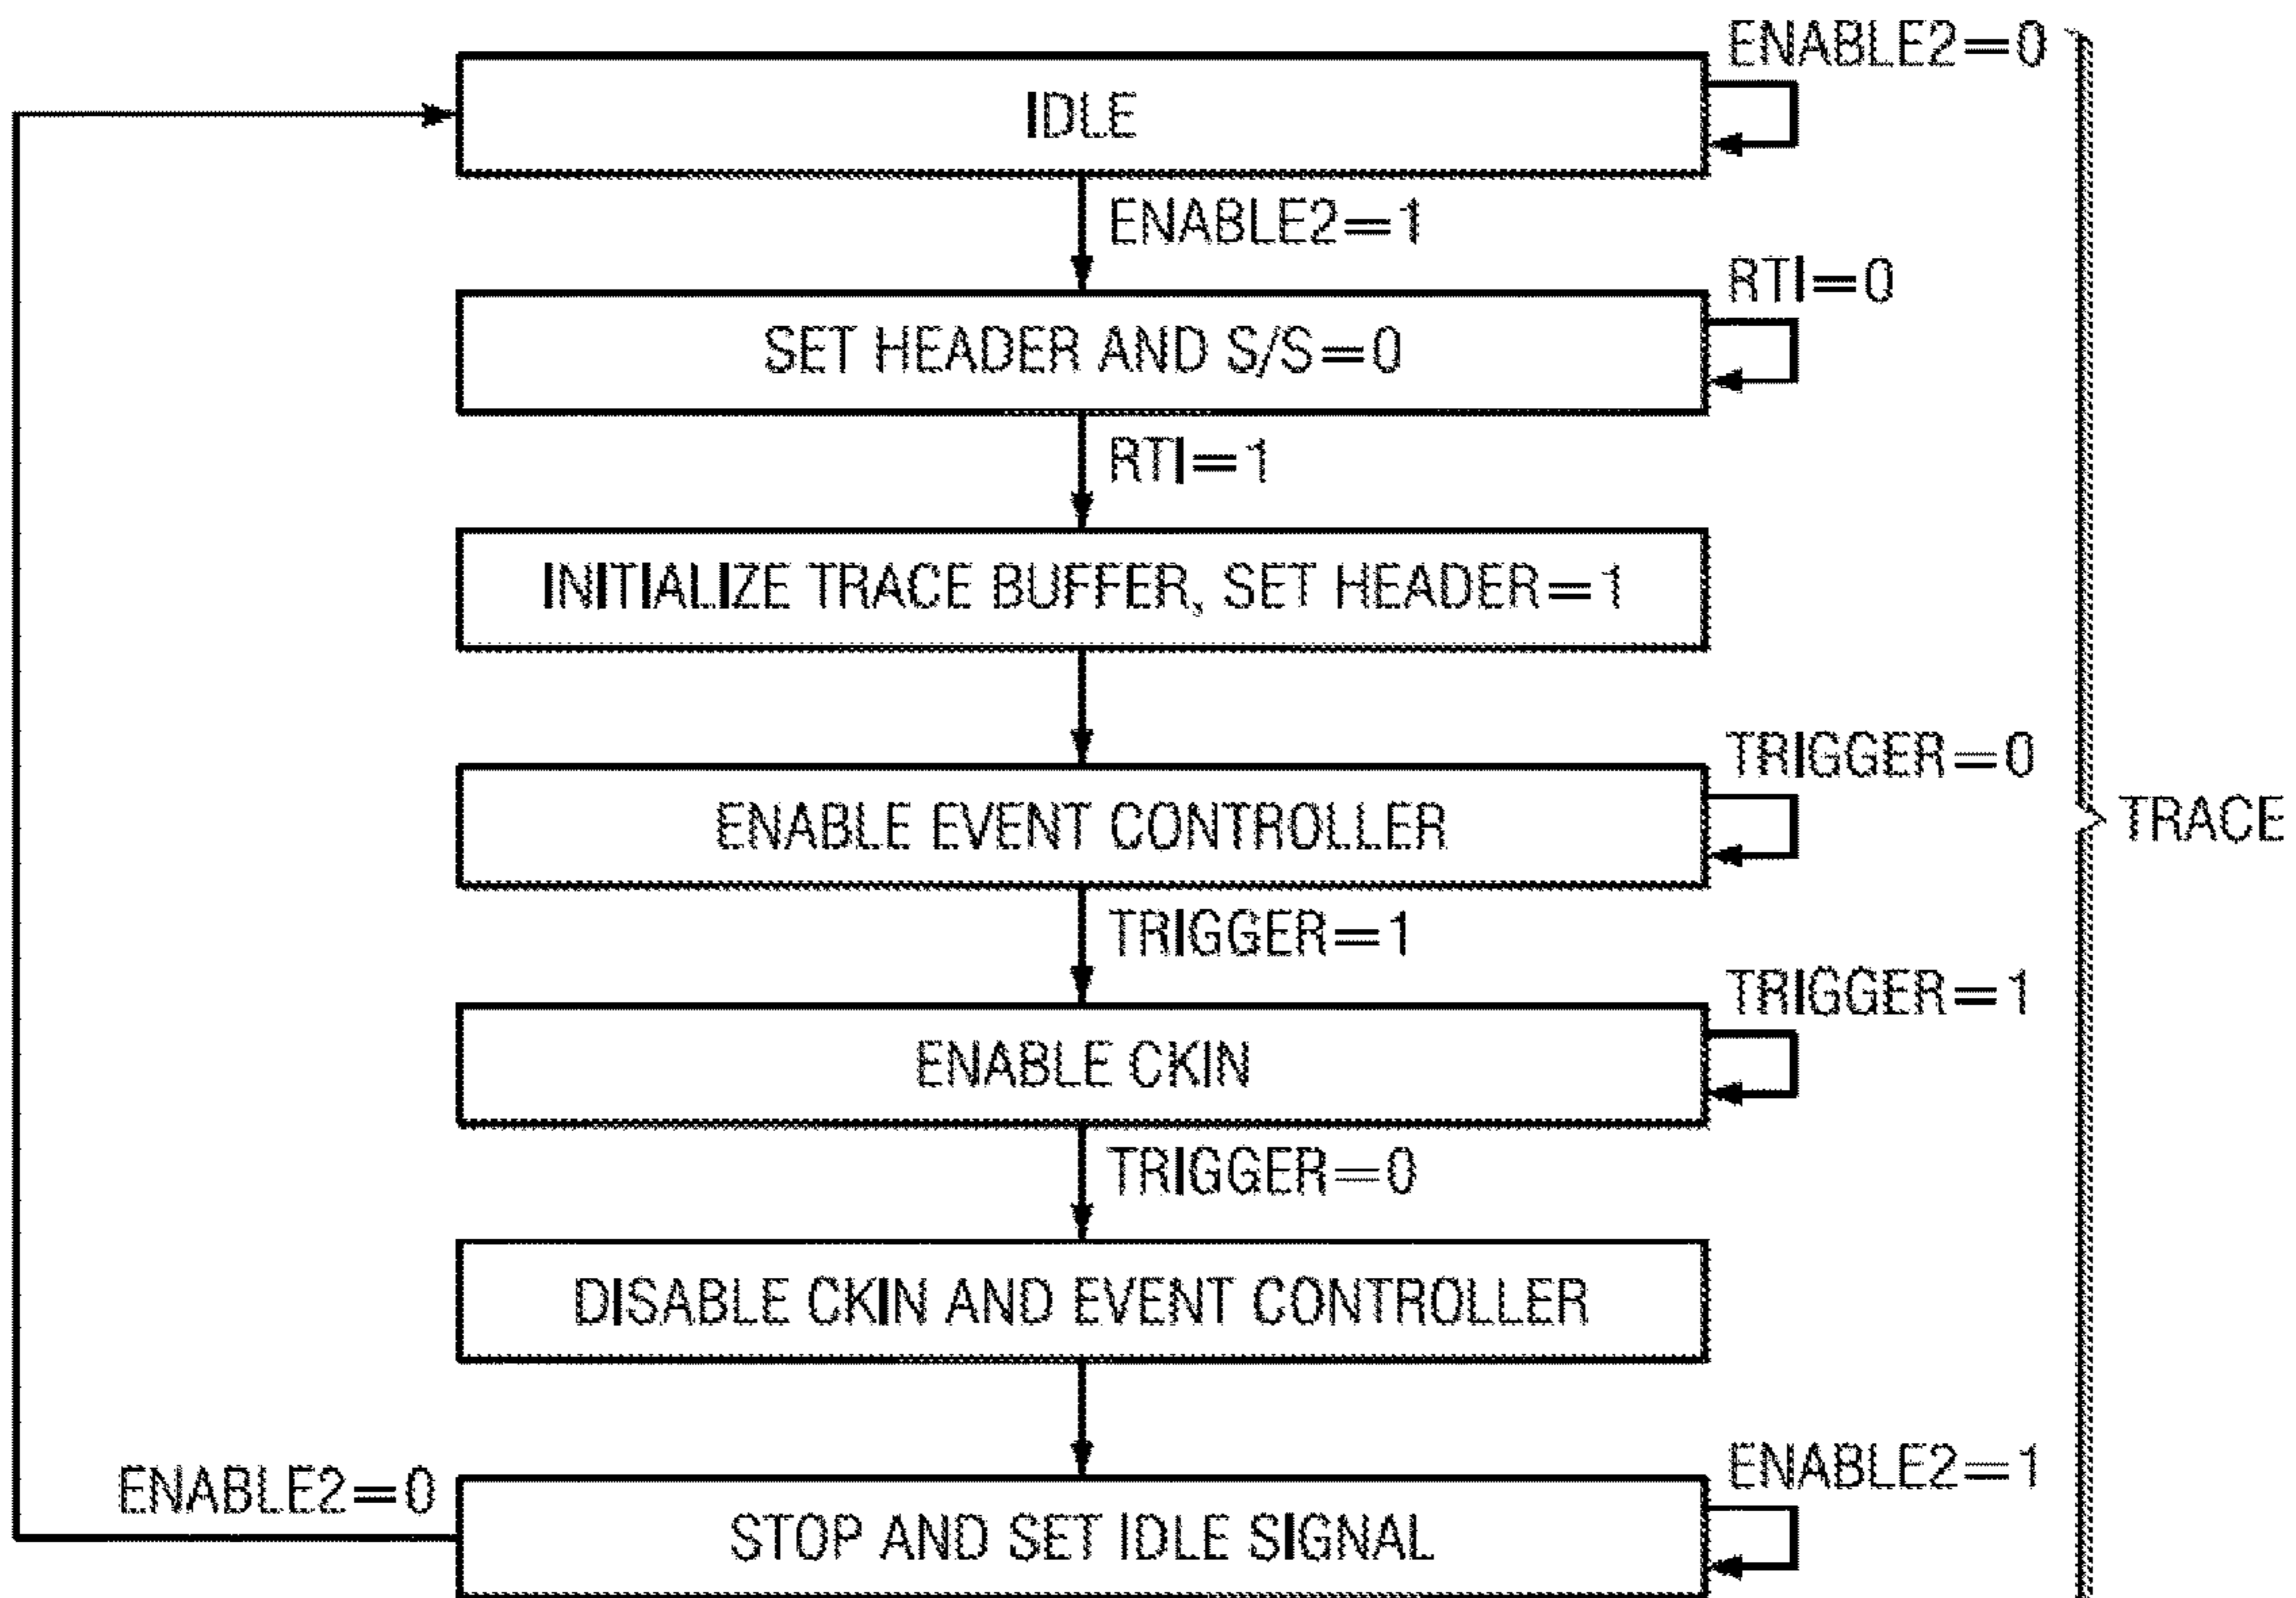 ENABLE2=0
IDLE
ENABLE2=1
RTI=0
SET HEADER AND S/S=0
RTI=1
INITIALIZE TRACE BUFFER, SET HEADER=1
TRIGGER=0
ENABLE EVENT CONTROLLER
TRACE
TRIGGER=1
TRIGGER=1
ENABLE CKIN
TRIGGER=0
DISABLE CKIN AND EVENT CONTROLLER
ENABLE2=0
ENABLE2=1
STOP AND SET IDLE SIGNAL